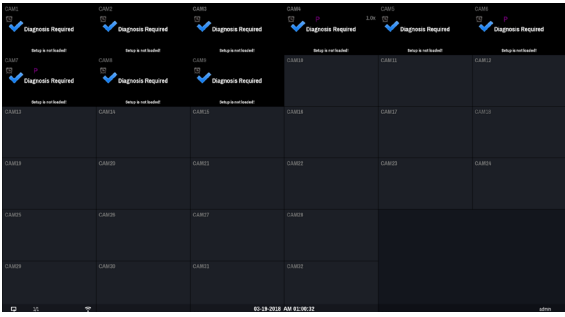 CAM1 CAM2 CAM3 CAM4 CAM5 CAM6
1.0x
Diagnosis Required Diagnosis Required Diagnosis Required Diagnosis Required Diagnosis Required Diagnosis Required
Setup is not loaded! Setup is not loaded! Setup is not loaded! Setup is not loaded! Setup is not loaded! Setup is not loaded!
CAM7 CAM8 CAM9 CAM10 CAM11 CAM12
Diagnosis Required Diagnosis Required Diagnosis Required
Setup is not loaded! Setup is not loaded! Setup is not loaded!
CAM13 CAM14 CAM15 CAM16 CAM17 CAM18
CAM19 CAM20 CAM21 CAM22 CAM23 CAM24
CAM25 CAM26 CAM27 CAM28
CAM29 CAM30 CAM31 CAM32
1/1 03-19-2018 AM 01:00:32 admin